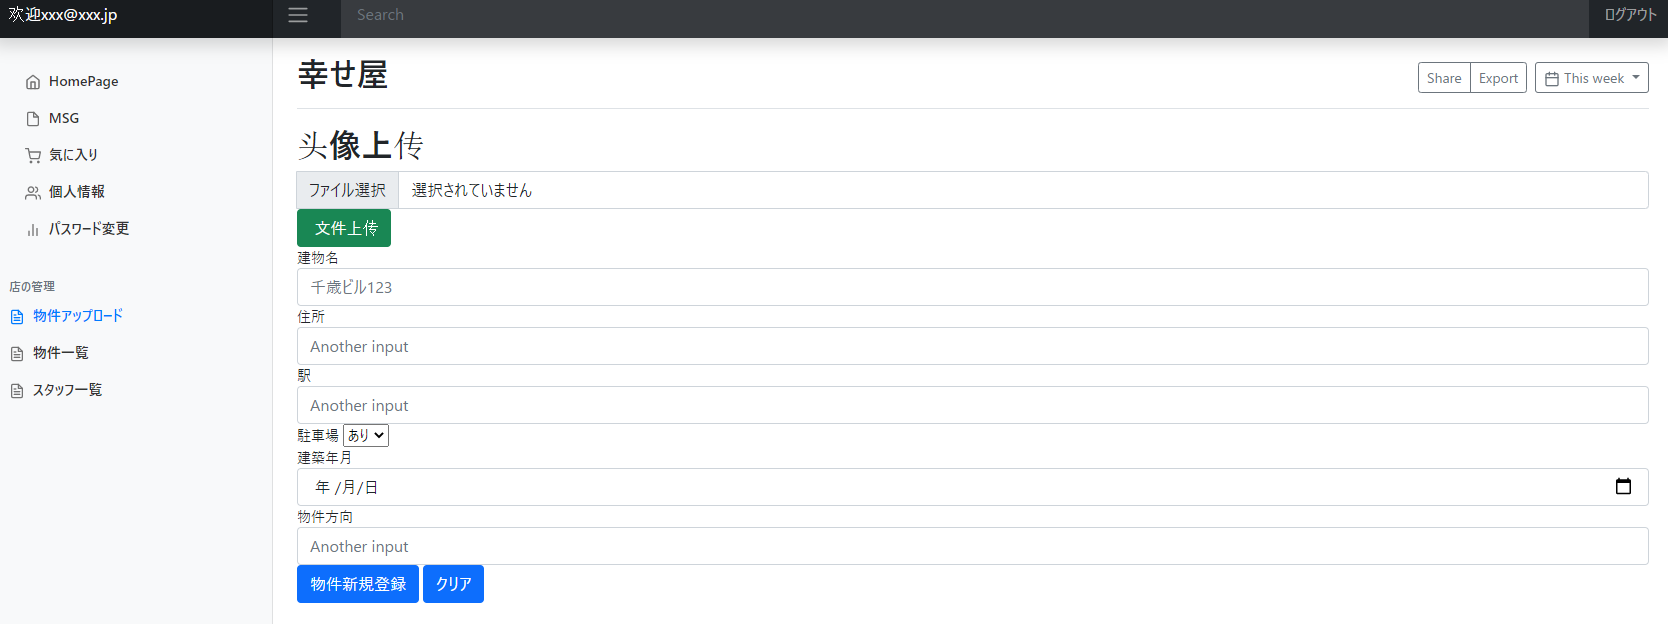 欢迎xxx@xxx.jp
Search
ログアウト
HomePage
MSG
気に入り
個人情報
パスワード変更
店の管理
物件アップロード
物件一覧
スタッフ一覧
幸せ屋
Share
Export
This week
头像上传
ファイル選択 選択されていません
文件上传
建物名
千歳ビル123
住所
Another input
駅
Another input
駐車場 あり
建築年月
年 /月/日
物件方向
Another input
物件新規登録 クリア